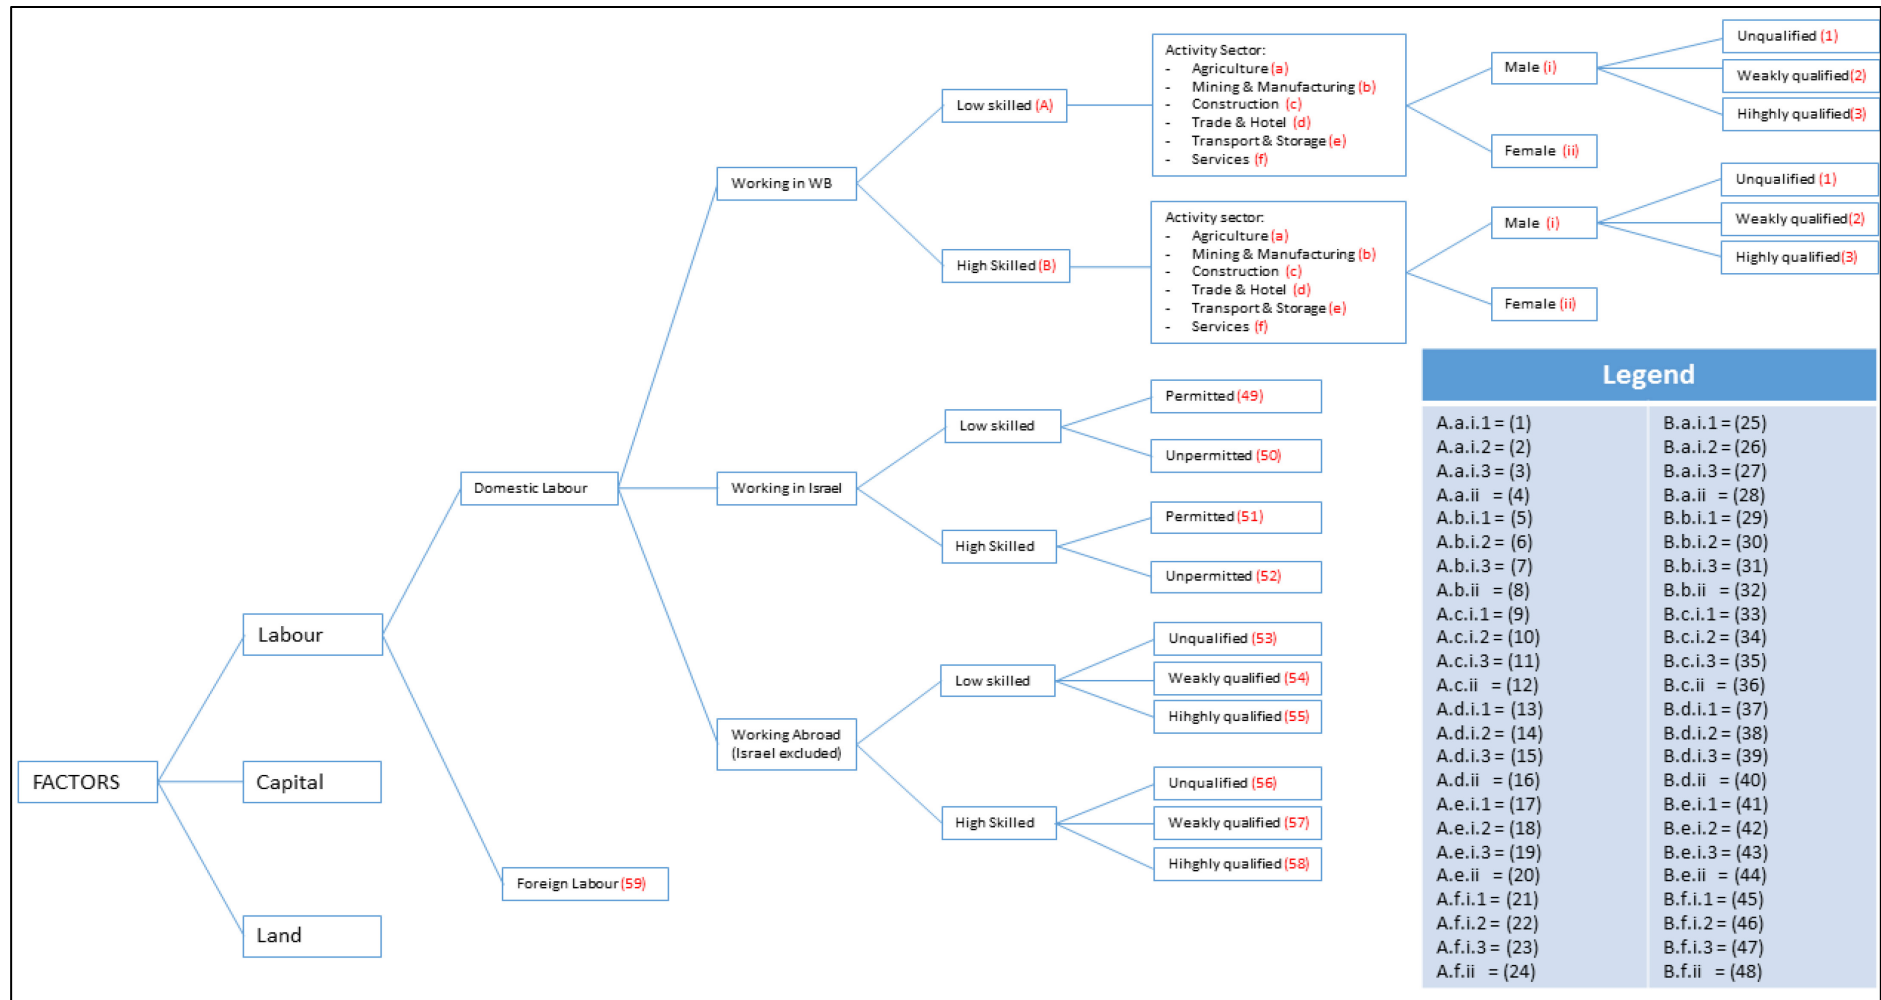 FACTORS
Labour
Capital
Land
Domestic Labour
Foreign Labour (59)
Working in WB
Working in Israel
Working Abroad
(Israel excluded)
Low skilled (A)
High Skilled (B)
Activity Sector:
- Agriculture (a)
- Mining & Manufacturing (b)
- Construction (c)
- Trade & Hotel (d)
- Transport & Storage (e)
- Services (f)
Male (i)
Female (ii)
Unqualified (1)
Weakly qualified(2)
Hihghly qualified(3)
Activity sector:
- Agriculture (a)
- Mining & Manufacturing (b)
- Construction (c)
- Trade & Hotel (d)
- Transport & Storage (e)
- Services (f)
Male (i)
Female (ii)
Unqualified (1)
Weakly qualified(2)
Highly qualified(3)
Low skilled
Permitted (49)
Unpermitted (50)
High Skilled
Permitted (51)
Unpermitted (52)
Low skilled
Unqualified (53)
Weakly qualified (54)
Hihghly qualified (55)
High Skilled
Unqualified (56)
Weakly qualified (57)
Hihghly qualified (58)
Legend
A.a.i.1 = (1)
A.a.i.2 = (2)
A.a.i.3 = (3)
A.a.ii = (4)
A.b.i.1 = (5)
A.b.i.2 = (6)
A.b.i.3 = (7)
A.b.ii = (8)
A.c.i.1 = (9)
A.c.i.2 = (10)
A.c.i.3 = (11)
A.c.ii = (12)
A.d.i.1 = (13)
A.d.i.2 = (14)
A.d.i.3 = (15)
A.d.ii = (16)
A.e.i.1 = (17)
A.e.i.2 = (18)
A.e.i.3 = (19)
A.e.ii = (20)
A.f.i.1 = (21)
A.f.i.2 = (22)
A.f.i.3 = (23)
A.f.ii = (24)
B.a.i.1 = (25)
B.a.i.2 = (26)
B.a.i.3 = (27)
B.a.ii = (28)
B.b.i.1 = (29)
B.b.i.2 = (30)
B.b.i.3 = (31)
B.b.ii = (32)
B.c.i.1 = (33)
B.c.i.2 = (34)
B.c.i.3 = (35)
B.c.ii = (36)
B.d.i.1 = (37)
B.d.i.2 = (38)
B.d.i.3 = (39)
B.d.ii = (40)
B.e.i.1 = (41)
B.e.i.2 = (42)
B.e.i.3 = (43)
B.e.ii = (44)
B.f.i.1 = (45)
B.f.i.2 = (46)
B.f.i.3 = (47)
B.f.ii = (48)